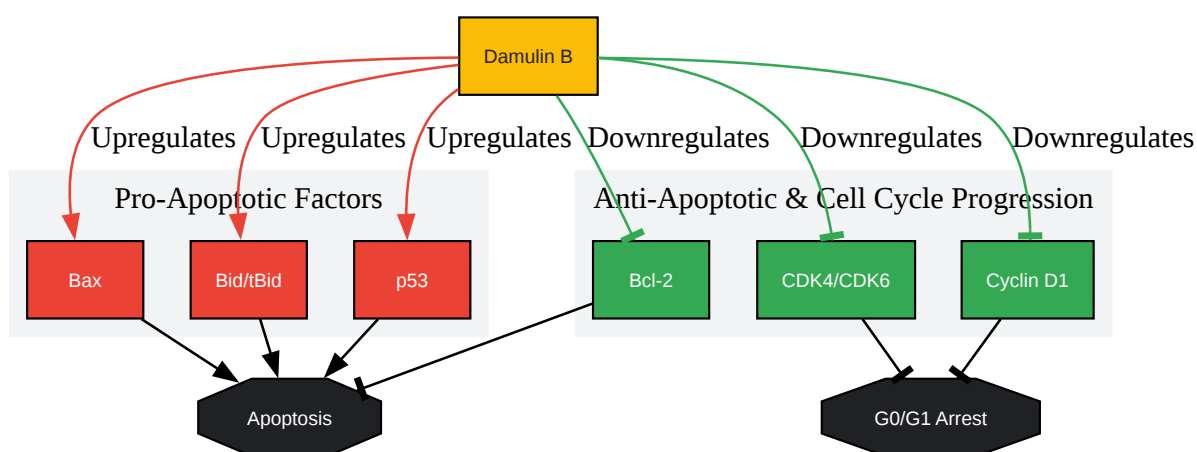 Damulin B
Upregulates Upregulates Upregulates Downregulates Downregulates Downregulates
Pro-Apoptotic Factors
Anti-Apoptotic & Cell Cycle Progression
Bax
Bid/tBid
p53
Bcl-2
CDK4/CDK6
Cyclin D1
Apoptosis
G0/G1 Arrest